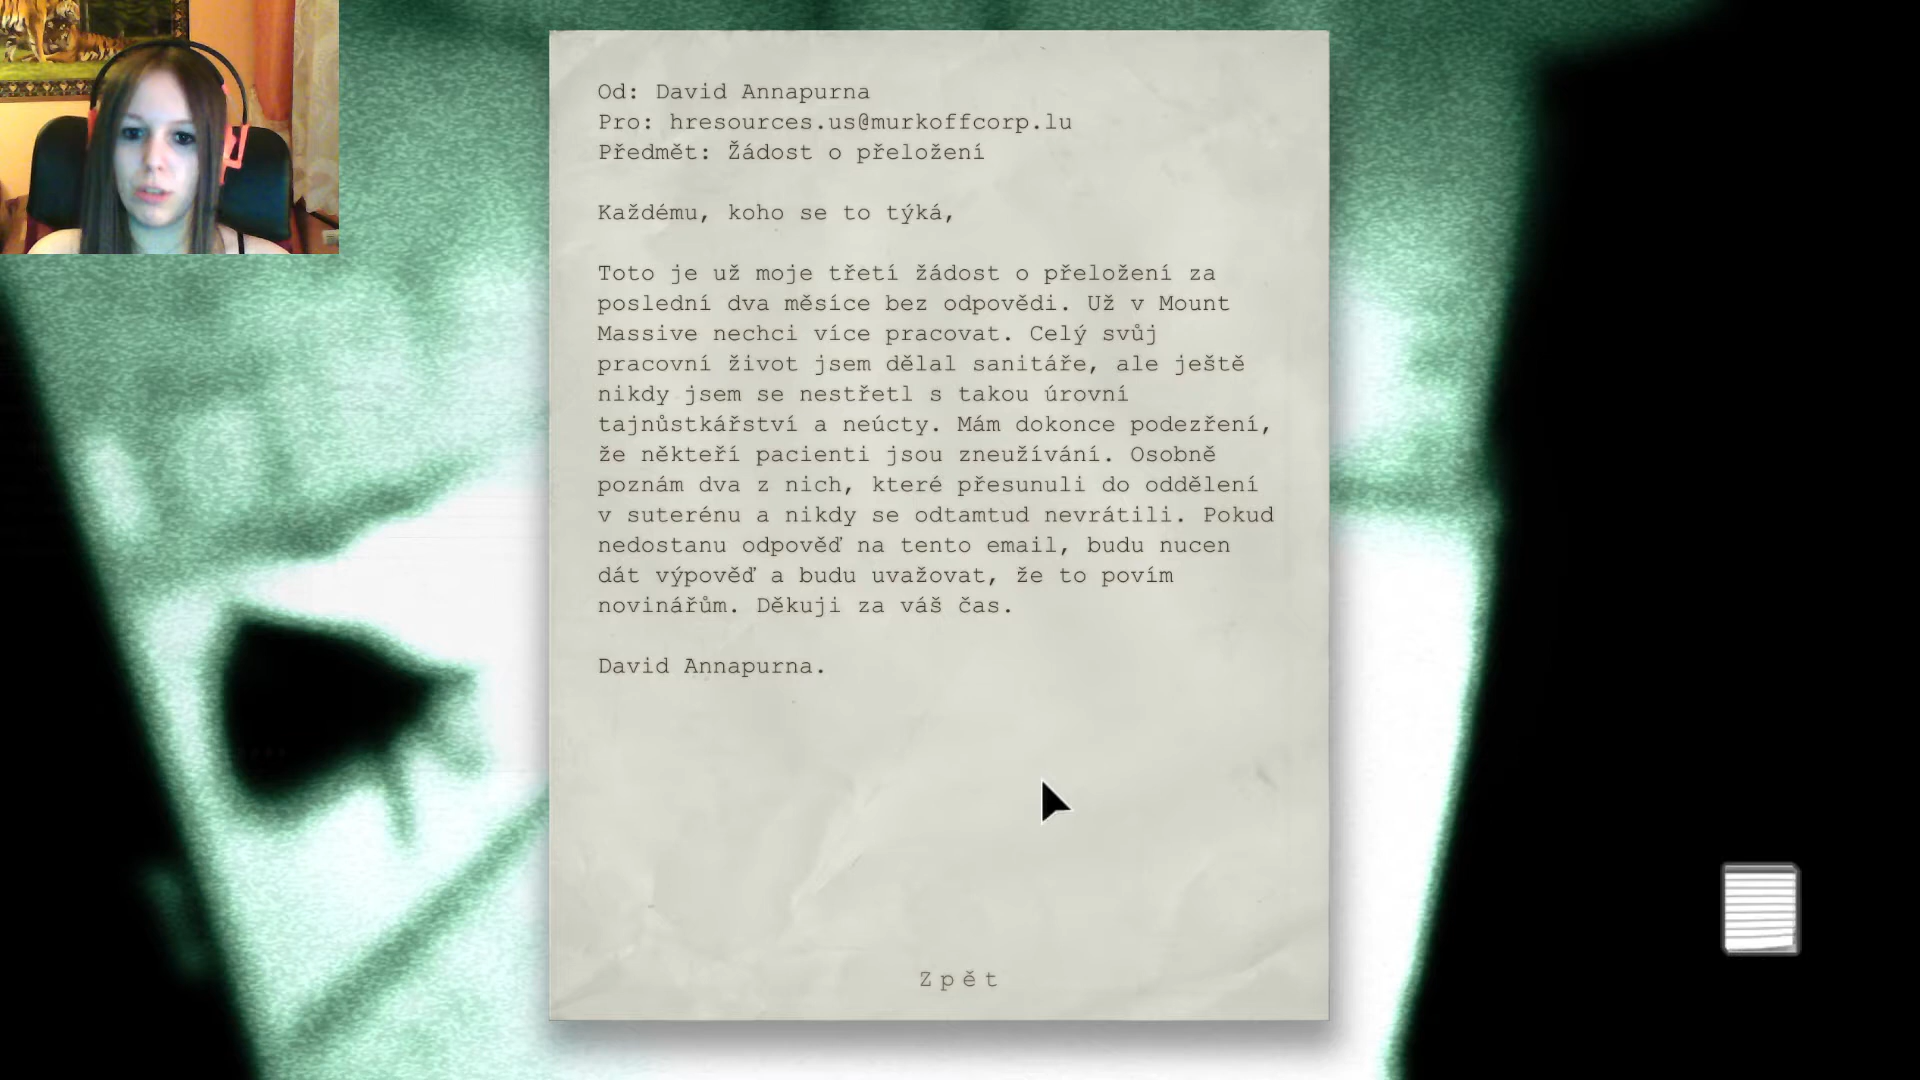 Od: David Annapurna
Pro: hresources.us@murkoffcorp.lu
Předmět: Žádost o přeložení
Každému, koho se to týká,
Toto je už moje třetí žádost o přeložení za
poslední dva měsíce bez odpovědi. Už v Mount
Massive nechci více pracovat. Celý svůj
pracovní život jsem dělal sanitáře, ale ještě
nikdy jsem se nestřetl s takou úrovní
tajnůstkářství a neúcty. Mám dokonce podezření,
že někteří pacienti jsou zneužíváni. Osobně
poznám dva z nich, které přesunuli do oddělení
v suterénu a nikdy se odtamtud nevrátili. Pokud
nedostanu odpověď na tento email, budu nucen
dát výpověď a budu uvažovat, že to povím
novinářům. Děkuji za váš čas.
David Annapurna.
Zpět